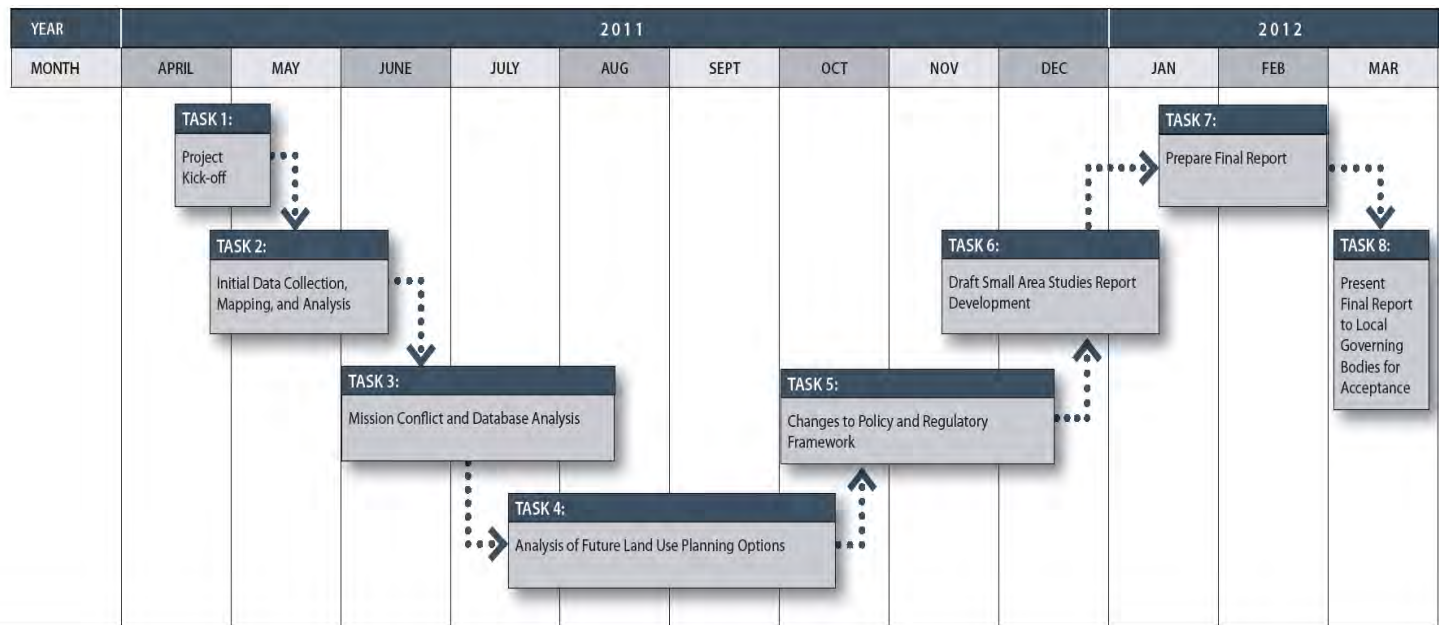 YEAR 2011 2012
MONTH APRIL MAY JUNE JULY AUG SEPT OCT NOV DEC JAN FEB MAR
TASK 1:
Project
Kick-off
TASK 2:
Initial Data Collection,
Mapping, and Analysis
TASK 3:
Mission Conflict and Database Analysis
TASK 4:
Analysis of Future Land Use Planning Options
TASK 5:
Changes to Policy and Regulatory
Framework
TASK 6:
Draft Small Area Studies Report
Development
TASK 7:
Prepare Final Report
TASK 8:
Present
Final Report
to Local
Governing
Bodies for
Acceptance